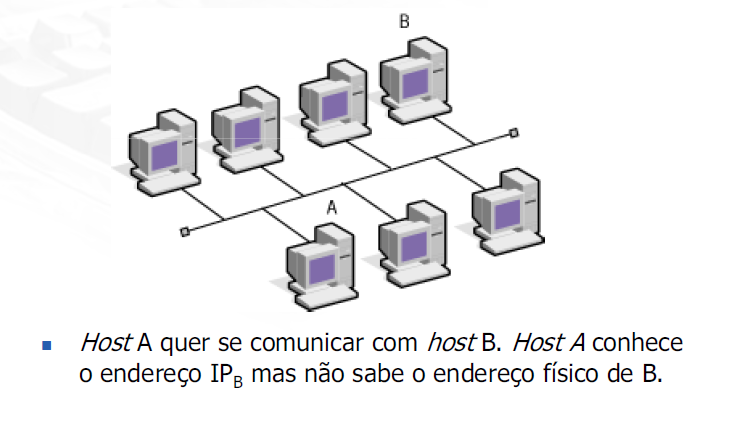 B
A
Host A quer se comunicar com host B. Host A conhece
o endereço IPB mas não sabe o endereço físico de B.